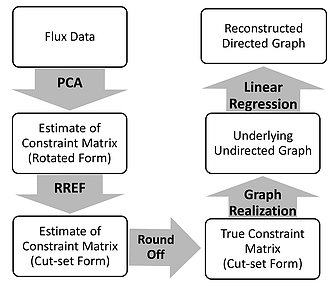 Flux Data
PCA
Estimate of
Constraint Matrix
(Rotated Form)
RREF
Estimate of
Constraint Matrix
(Cut-set Form)
Round
Off
True Constraint
Matrix
(Cut-set Form)
Graph
Realization
Underlying
Undirected Graph
Linear
Regression
Reconstructed
Directed Graph